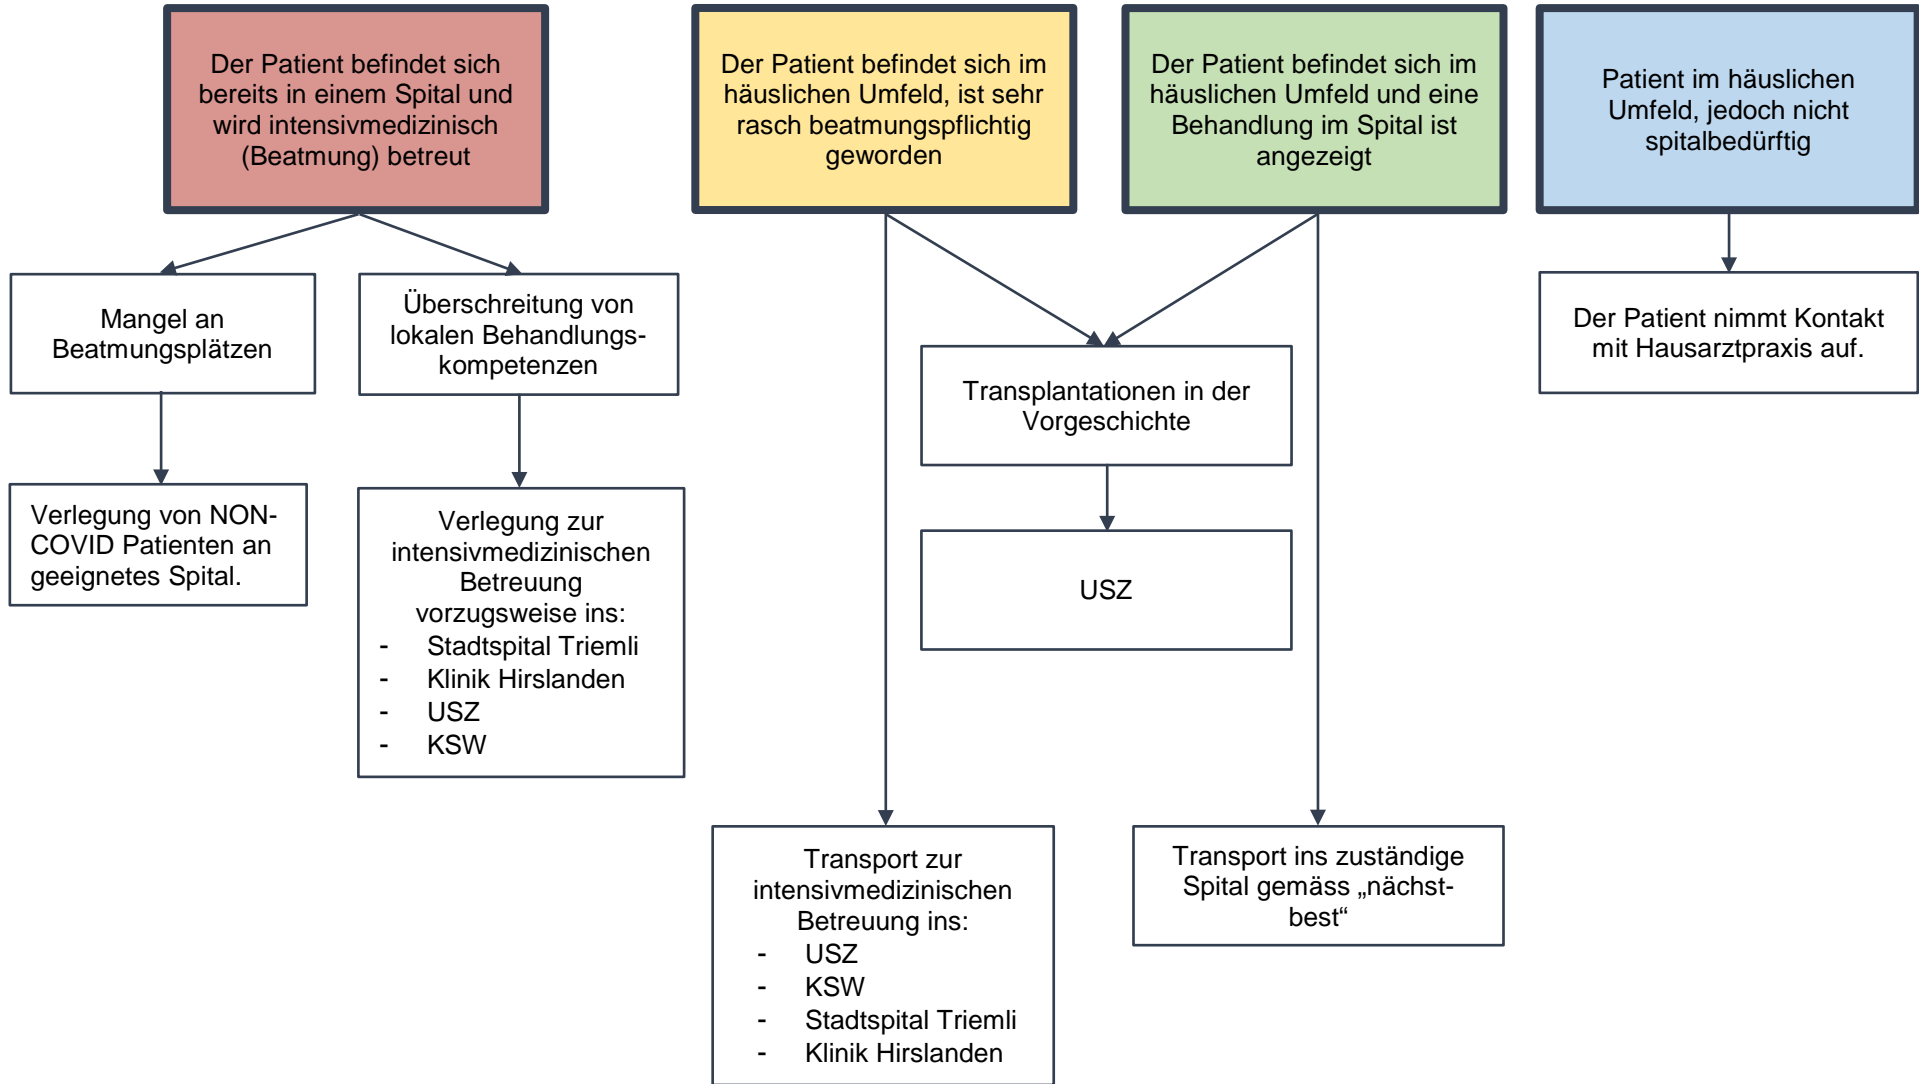 Der Patient befindet sich
bereits in einem Spital und
wird intensivmedizinisch
(Beatmung) betreut
Der Patient befindet sich im
häuslichen Umfeld, ist sehr
rasch beatmungspflichtig
geworden
Der Patient befindet sich im
häuslichen Umfeld und eine
Behandlung im Spital ist
angezeigt
Patient im häuslichen
Umfeld, jedoch nicht
spitalbedürftig
Mangel an
Beatmungsplätzen
Überschreitung von
lokalen Behandlungs-
kompetenzen
Transplantationen in der
Vorgeschichte
Der Patient nimmt Kontakt
mit Hausarztpraxis auf.
Verlegung von NON-
COVID Patienten an
geeignetes Spital.
Verlegung zur
intensivmedizinischen
Betreuung
vorzugsweise ins:
- Stadtspital Triemli
- Klinik Hirslanden
- USZ
- KSW
USZ
Transport zur
intensivmedizinischen
Betreuung ins:
- USZ
- KSW
- Stadtspital Triemli
- Klinik Hirslanden
Transport ins zuständige
Spital gemäss „nächst-
best“